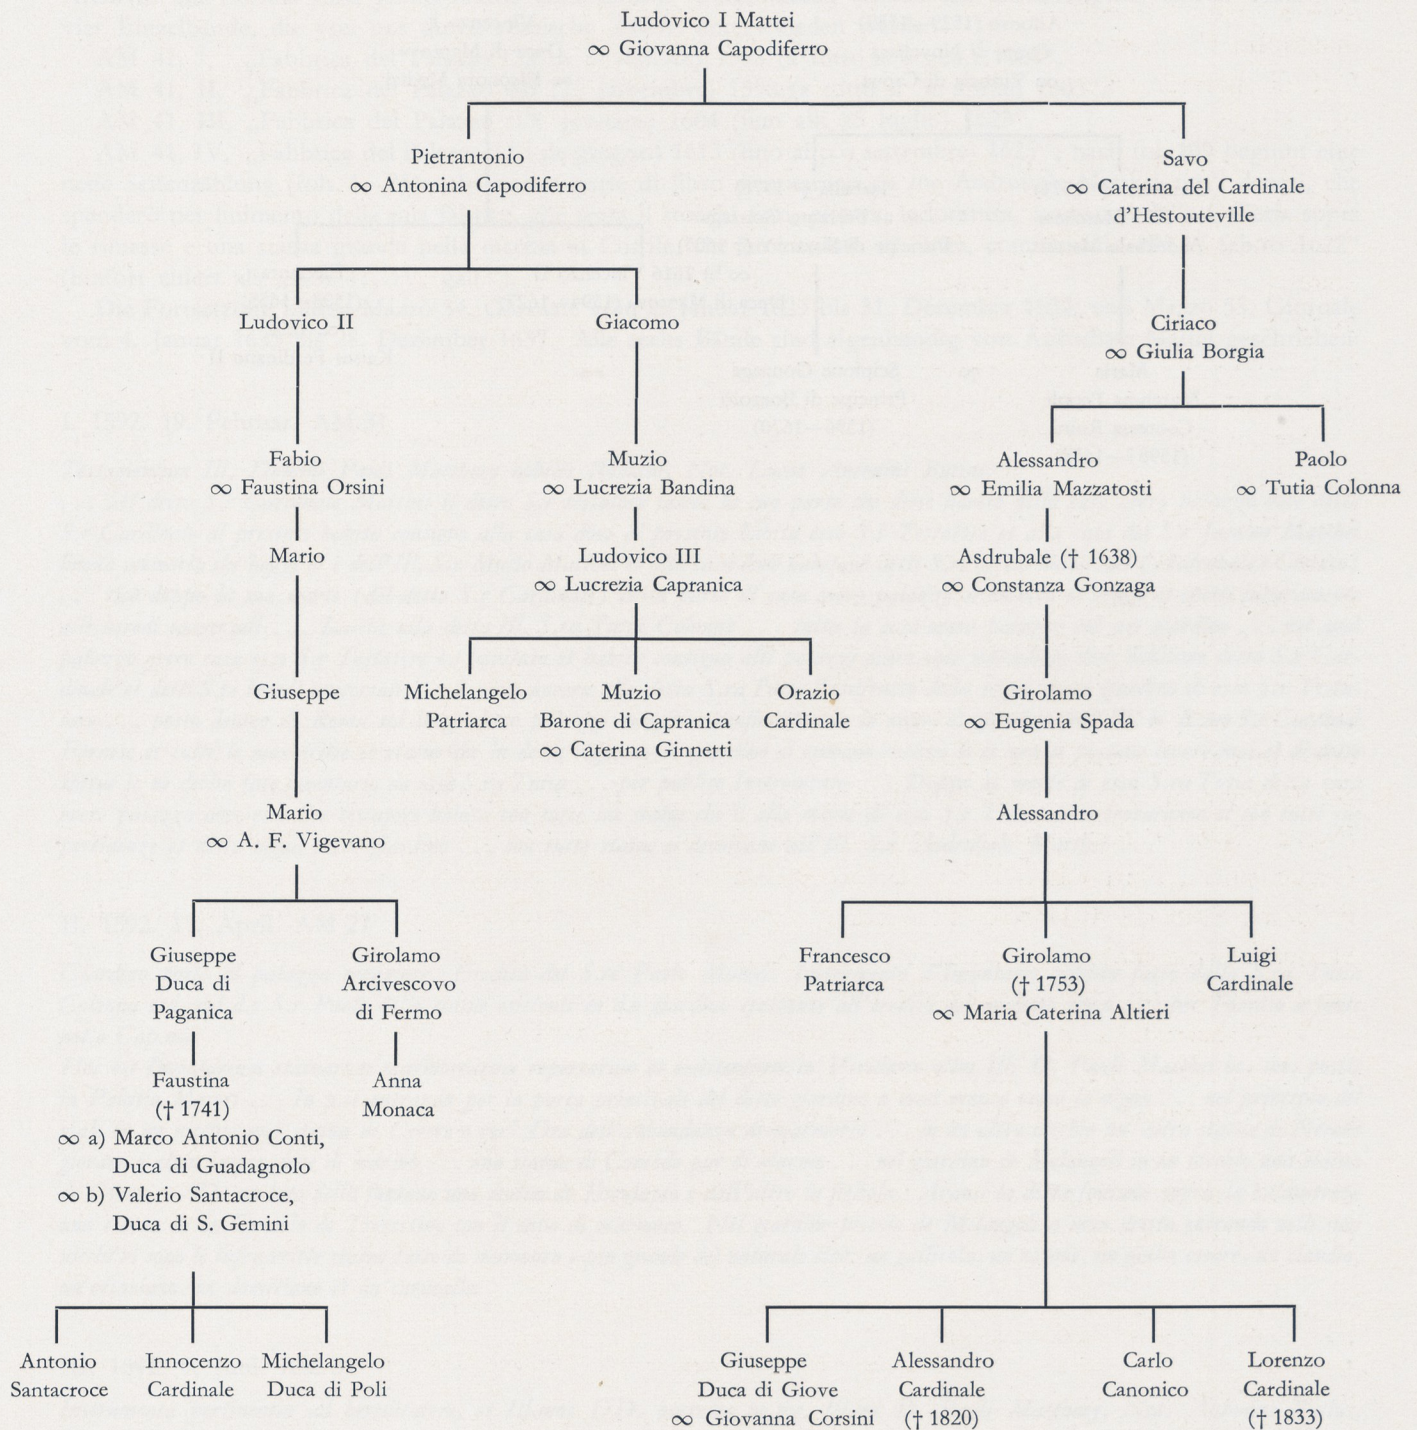 Ludovico I Mattei
∞ Giovanna Capodiferro
Pietrantonio
∞ Antonina Capodiferro
Savo
∞ Caterina del Cardinale
d'Hestouteville
Ludovico II
Giacomo
Ciriaco
∞ Giulia Borgia
Fabio
∞ Faustina Orsini
Muzio
∞ Lucrezia Bandina
Alessandro
∞ Emilia Mazzatosti
Paolo
∞ Tutia Colonna
Mario
Ludovico III
∞ Lucrezia Capranica
Asdrubale († 1638)
∞ Constanza Gonzaga
Giuseppe
Michelangelo
Patriarca
Muzio
Barone di Capranica
∞ Caterina Ginnetti
Orazio
Cardinale
Girolamo
∞ Eugenia Spada
Mario
∞ A. F. Vigevano
Alessandro
Giuseppe
Duca di
Paganica
Girolamo
Arcivescovo
di Fermo
Francesco
Patriarca
Girolamo
(† 1753)
∞ Maria Caterina Altieri
Luigi
Cardinale
Faustina
(† 1741)
∞ a) Marco Antonio Conti,
Duca di Guadagnolo
∞ b) Valerio Santacroce,
Duca di S. Gemini
Anna
Monaca
Antonio
Santacroce
Innocenzo
Cardinale
Michelangelo
Duca di Poli
Giuseppe
Duca di Giove
∞ Giovanna Corsini
Alessandro
Cardinale
(† 1820)
Carlo
Canonico
Lorenzo
Cardinale
(† 1833)